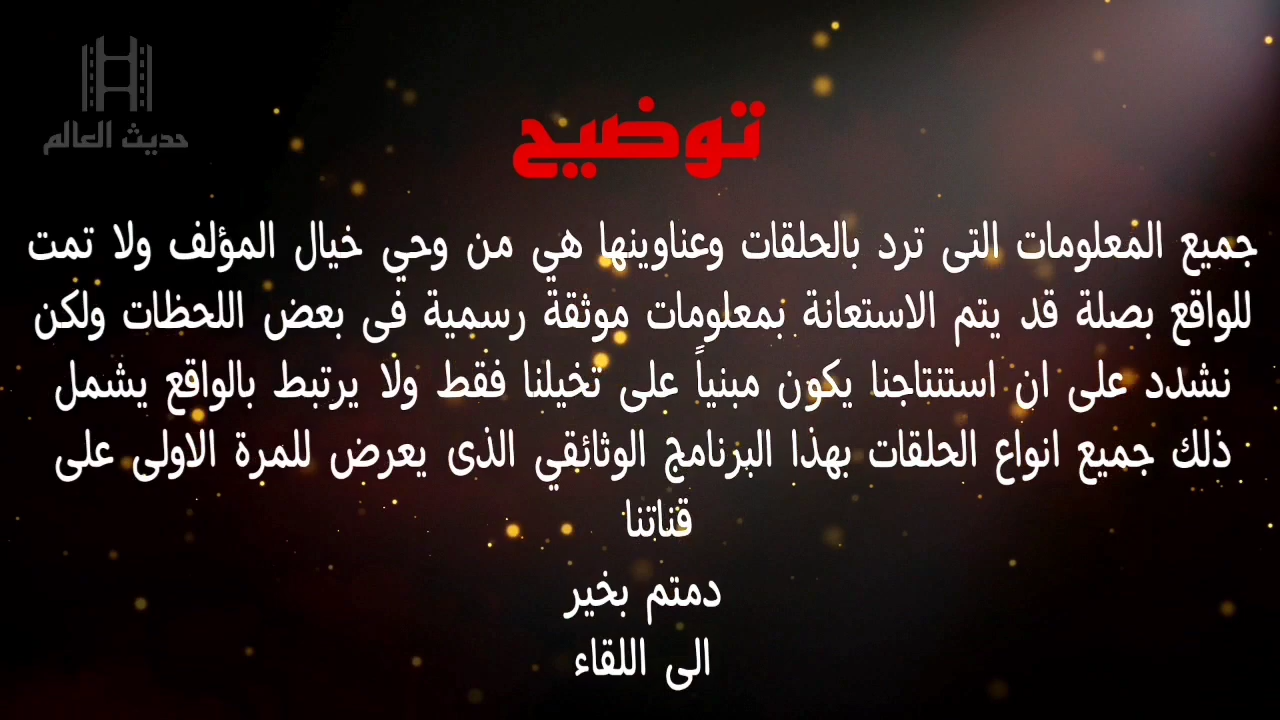 حديث العالم
توضيح
جميع المعلومات التى ترد بالحلقات وعناوينها هي من وحي خيال المؤلف ولا تمت
للواقع بصلة قد يتم الاستعانة بمعلومات موثقة رسمية فى بعض اللحظات ولكن
نشدد على ان استنتاجنا يكون مبنياً على تخيلنا فقط ولا يرتبط بالواقع يشمل
ذلك جميع انواع الحلقات بهذا البرنامج الوثائقي الذى يعرض للمرة الاولى على
قناتنا
دمتم بخير
الى اللقاء